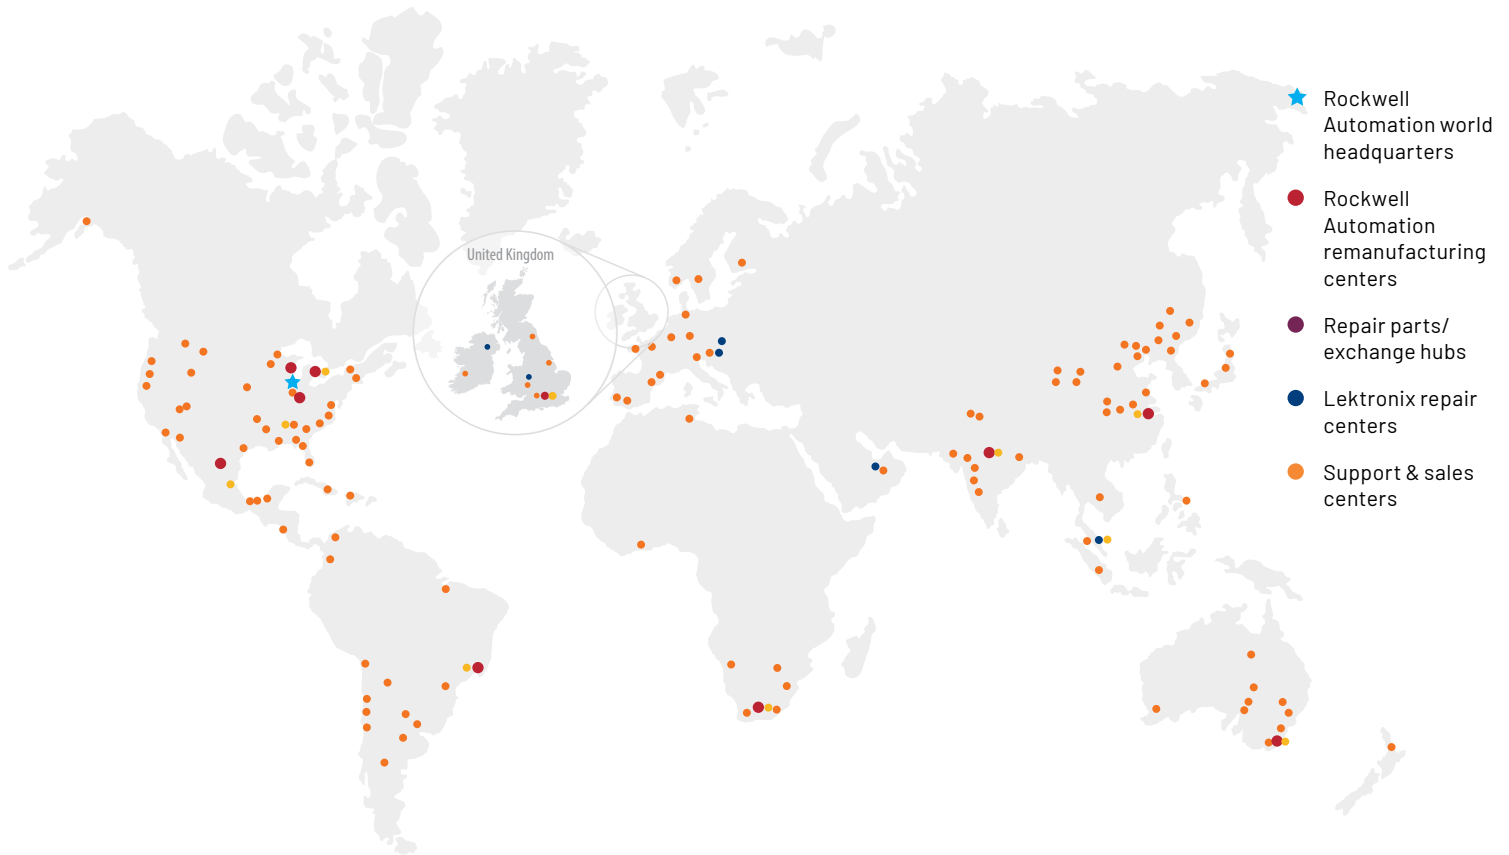 United Kingdom
Rockwell
Automation world
headquarters
Rockwell
Automation
remanufacturing
centers
Repair parts/
exchange hubs
Lektronix repair
centers
Support & sales
centers